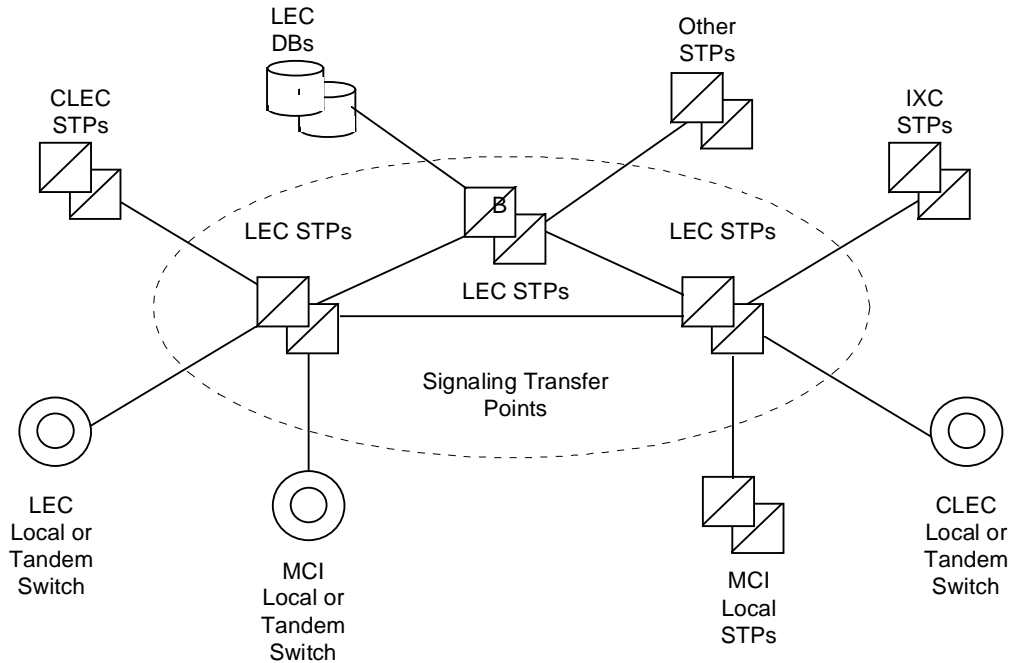 LEC
DBs
Other
STPs
CLEC
STPs
IXC
STPs
B
LEC STPs
LEC STPs
LEC STPs
Signaling Transfer
Points
LEC
Local or
Tandem
Switch
MCI
Local or
Tandem
Switch
MCI
Local
STPs
CLEC
Local or
Tandem
Switch